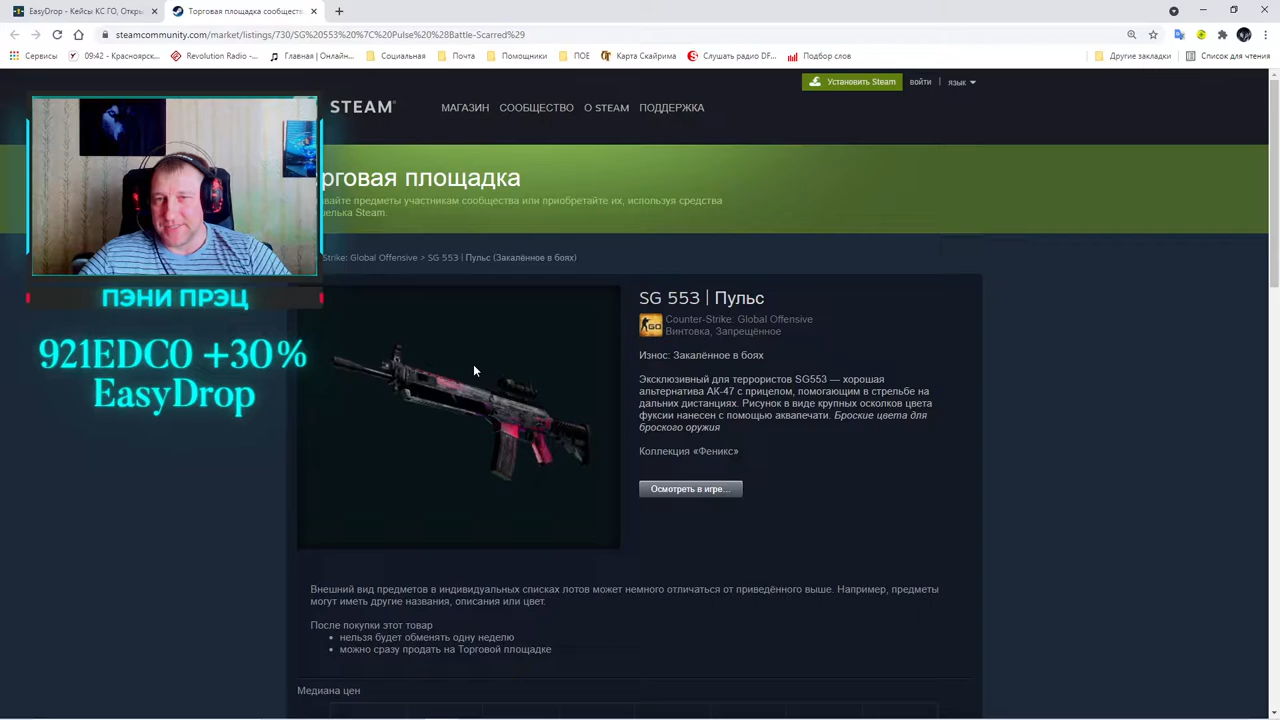 EasyDrop - Кейсы КС ГО, Откры
Торговая площадка сообществ
steamcommunity.com/market/listings/730/SG%20553%20%7C%20Pulse%20%28Battle-Scarred%29
Сервисы
09:42 - Красноярск...
Revolution Radio -...
Главная | Онлайн...
Социальная
Почта
Помощники
ПОЕ
Карта Скайрима
Слушать радио DF...
Подбор слов
Другие закладки
Список для чтения
Установить Steam
войти
|
язык
STEAM®
МАГАЗИН
СООБЩЕСТВО
О STEAM
ПОДДЕРЖКА
орговая площадка
вайте предметы участникам сообщества или приобретайте их, используя средства
шелька Steam.
Strike: Global Offensive > SG 553 | Пульс (Закалённое в боях)
ПЭНИ ПРЭЦ
921EDC0 +30%
EasyDrop
SG 553 | Пульс
GO
Counter-Strike: Global Offensive
Винтовка, Запрещённое
Износ: Закалённое в боях
Эксклюзивный для террористов SG553 — хорошая
альтернатива АК-47 с прицелом, помогающим в стрельбе на
дальних дистанциях. Рисунок в виде крупных осколков цвета
фуксии нанесен с помощью аквапечати. Броские цвета для
броского оружия
Коллекция «Феникс»
Осмотреть в игре...
Внешний вид предметов в индивидуальных списках лотов может немного отличаться от приведённого выше. Например, предметы
могут иметь другие названия, описания или цвет.
После покупки этот товар
• нельзя будет обменять одну неделю
• можно сразу продать на Торговой площадке
Медиана цен